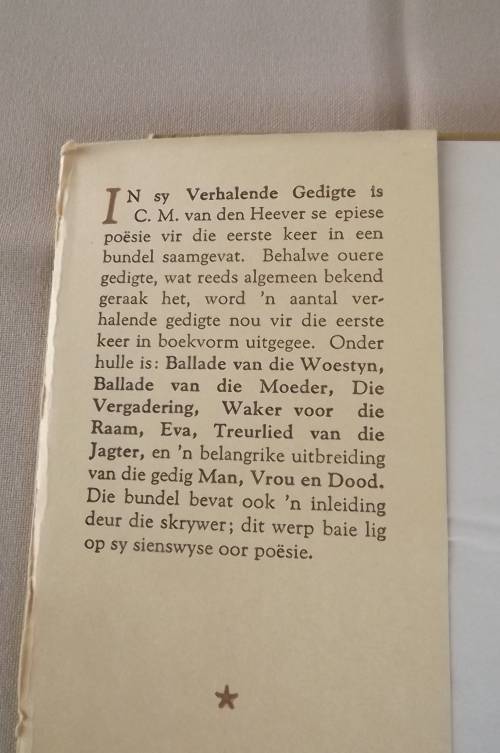 IN sy Verhalende Gedigte is
C. M. van den Heever se epiese
poësie vir die eerste keer in een
bundel saamgevat. Behalwe ouere
gedigte, wat reeds algemeen bekend
geraak het, word 'n aantal ver-
halende gedigte nou vir die eerste
keer in boekvorm uitgegee. Onder
hulle is: Ballade van die Woestyn,
Ballade van die Moeder, Die
Vergadering, Waker voor die
Raam, Eva, Treurlied van die
Jagter, en 'n belangrike uitbreiding
van die gedig Man, Vrou en Dood.
Die bundel bevat ook 'n inleiding
deur die skrywer; dit werp baie lig
op sy sienswyse oor poësie.